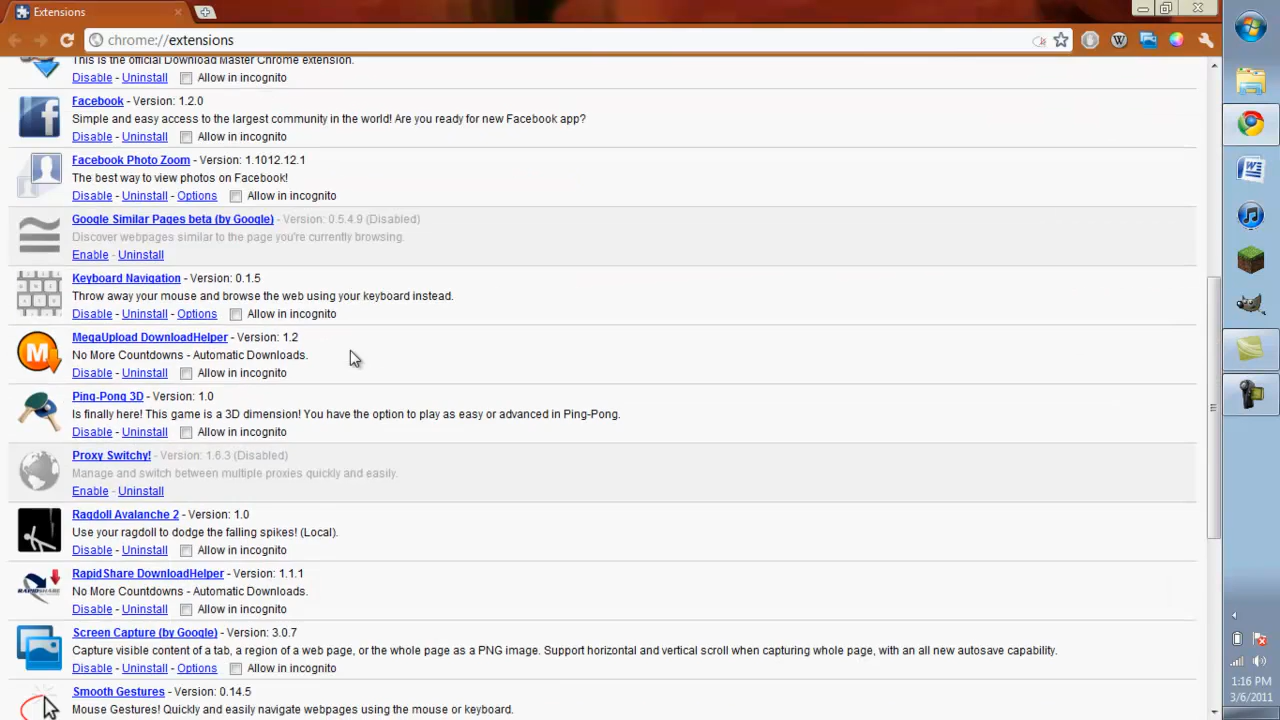 Extensions
chrome://extensions
This is the official Download Master Chrome extension.
Disable - Uninstall Allow in incognito
Facebook - Version: 1.2.0
Simple and easy access to the largest community in the world! Are you ready for new Facebook app?
Disable - Uninstall Allow in incognito
Facebook Photo Zoom - Version: 1.1012.12.1
The best way to view photos on Facebook!
Disable - Uninstall - Options Allow in incognito
Google Similar Pages beta (by Google) - Version: 0.5.4.9 (Disabled)
Discover webpages similar to the page you're currently browsing.
Enable - Uninstall
Keyboard Navigation - Version: 0.1.5
Throw away your mouse and browse the web using your keyboard instead.
Disable - Uninstall - Options Allow in incognito
MegaUpload DownloadHelper - Version: 1.2
No More Countdowns - Automatic Downloads.
Disable - Uninstall Allow in incognito
Ping-Pong 3D - Version: 1.0
Is finally here! This game is a 3D dimension! You have the option to play as easy or advanced in Ping-Pong.
Disable - Uninstall Allow in incognito
Proxy Switchy! - Version: 1.6.3 (Disabled)
Manage and switch between multiple proxies quickly and easily.
Enable - Uninstall
Ragdoll Avalanche 2 - Version: 1.0
Use your ragdoll to dodge the falling spikes! (Local).
Disable - Uninstall Allow in incognito
RapidShare DownloadHelper - Version: 1.1.1
No More Countdowns - Automatic Downloads.
Disable - Uninstall Allow in incognito
Screen Capture (by Google) - Version: 3.0.7
Capture visible content of a tab, a region of a web page, or the whole page as a PNG image. Support horizontal and vertical scroll when capturing whole page, with an all new autosave capability.
Disable - Uninstall - Options Allow in incognito
Smooth Gestures - Version: 0.14.5
Mouse Gestures! Quickly and easily navigate webpages using the mouse or keyboard.
1:16 PM
3/6/2011